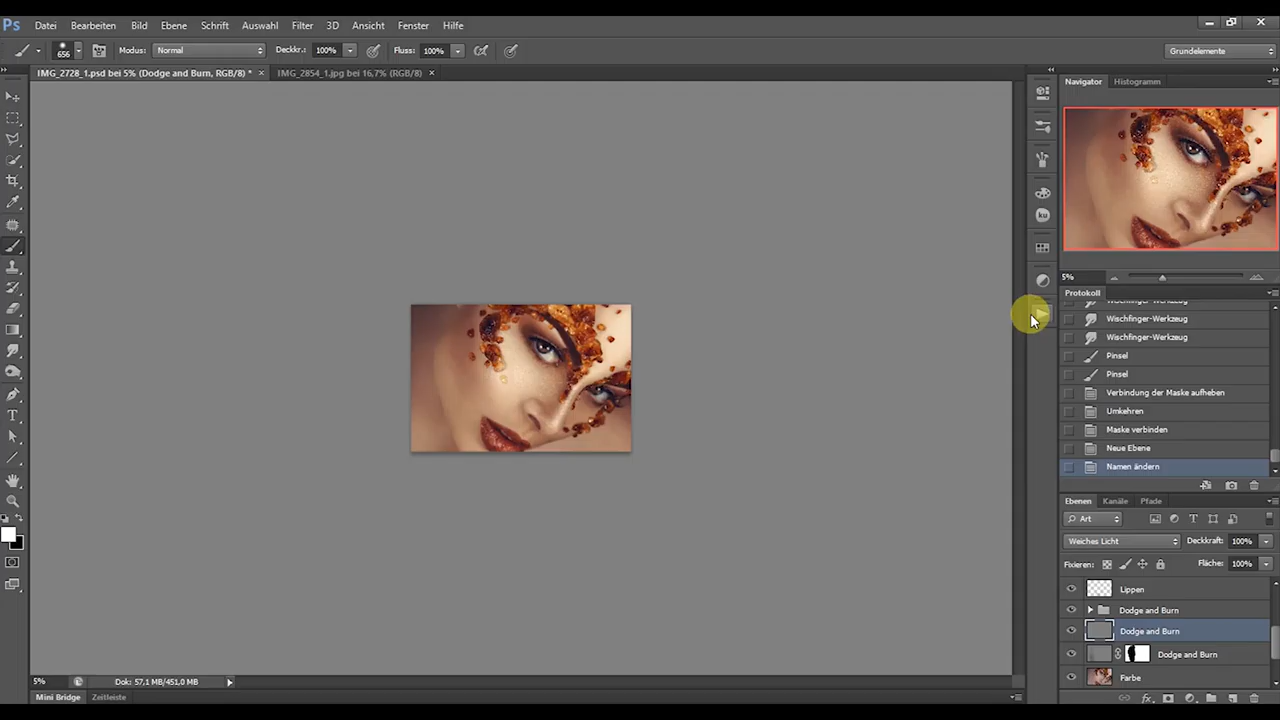 Ps Datei Bearbeiten Bild Ebene Schrift Auswahl Filter 3D Ansicht Fenster Hilfe
656 Modus: Normal Deckkr.: 100% Fluss: 100% Grundelemente
IMG_2728_1.psd bei 5% (Dodge and Burn, RGB/8) * × IMG_2854_1.jpg bei 16,7% (RGB/8) ×
Navigator Histogramm
ku
5%
Protokoll
Wischfinger-Werkzeug
Wischfinger-Werkzeug
Wischfinger-Werkzeug
Pinsel
Pinsel
Verbindung der Maske aufheben
Umkehren
Maske verbinden
Neue Ebene
Namen ändern
Ebenen Kanäle Pfade
Art
Weiches Licht Deckkraft: 100%
Fixieren: Fläche: 100%
Lippen
Dodge and Burn
Dodge and Burn
Dodge and Burn
Farbe
5% Dok: 57,1 MB/451,0 MB
Mini Bridge Zeitleiste